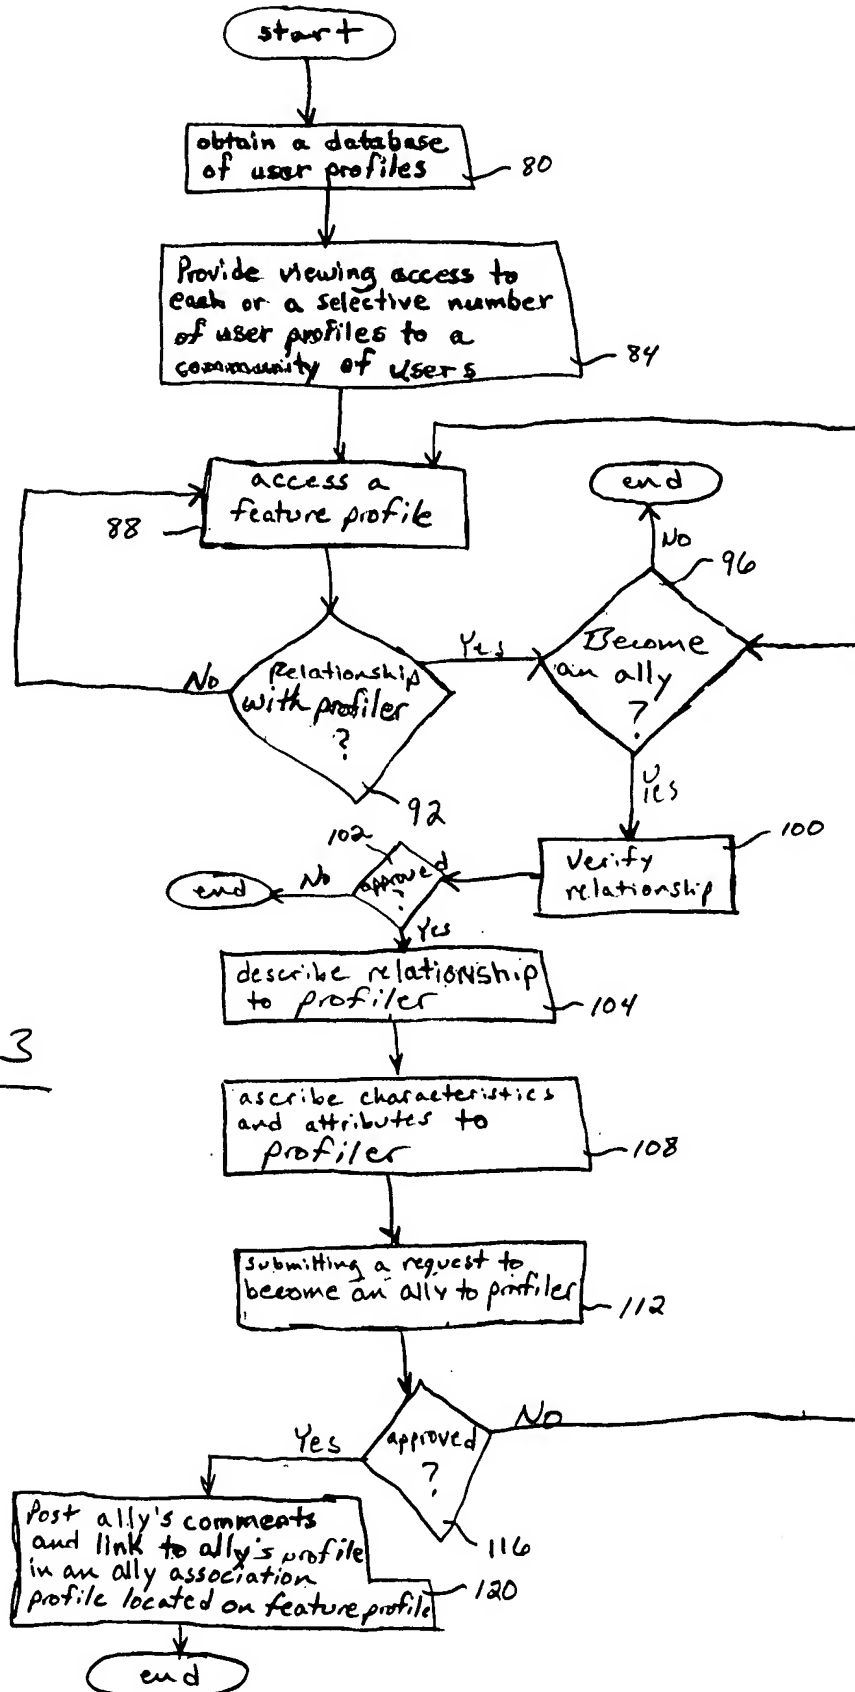 start
obtain a database
of user profiles
80
Provide viewing access to
each or a selective number
of user profiles to a
community of users
84
access a
feature profile
88
end
No
96
Become
an ally
?
Yes
No
Relationship
with profiler
?
92
Yes
100
Verify
relationship
102
approved
?
No
end
Yes
describe relationship
to profiler
104
3
ascribe characteristics
and attributes to
profiler
108
submitting a request to
become an ally to profiler
112
approved
?
No
Yes
116
Post ally's comments
and link to ally's profile
in an ally association
profile located on feature profile
120
end